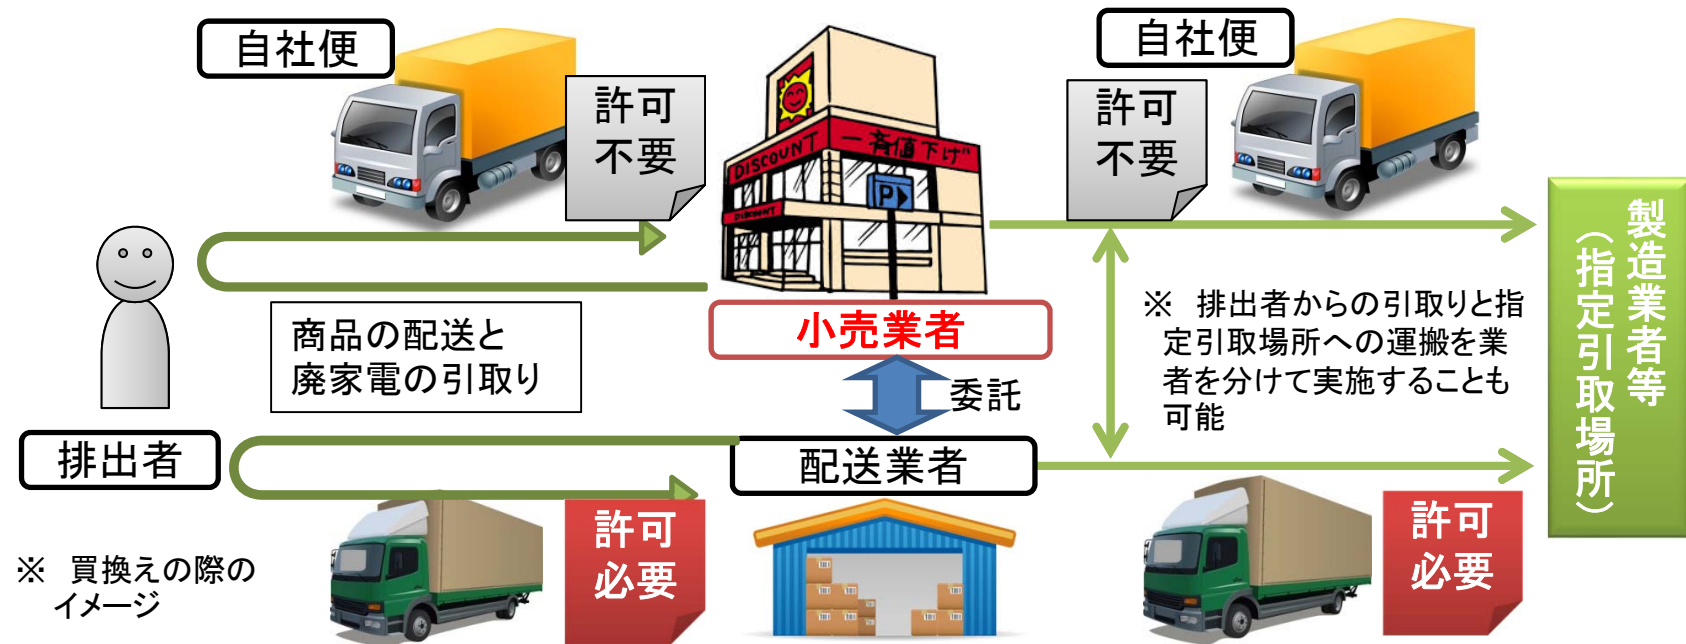 自社便
許可
不要
DISCOUNT
一斉値下げ
P
DISCOUNT
自社便
許可
不要
製造業者等
（指定引取場所）
商品の配送と
廃家電の引取り
小売業者
委託
※ 排出者からの引取りと指
定引取場所への運搬を業
者を分けて実施することも
可能
排出者
配送業者
許可
必要
許可
必要
※ 買換えの際の
イメージ